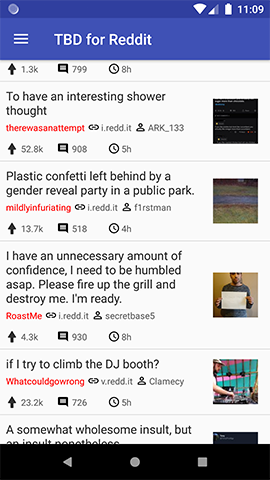 11:09
TBD for Reddit
1.3k 799 8h
To have an interesting shower
thought
therewasanattempt i.redd.it ARK_133
52.8k 908 5h
Plastic confetti left behind by a
gender reveal party in a public park.
mildlyinfuriating i.redd.it f1rstman
13.7k 518 4h
I have an unnecessary amount of
confidence, I need to be humbled
asap. Please fire up the grill and
destroy me. I'm ready.
RoastMe i.redd.it secretbase5
4.3k 930 8h
if I try to climb the DJ booth?
Whatcouldgowrong v.redd.it Clamecy
23.2k 726 5h
A somewhat wholesome insult, but
an insult nonetheless